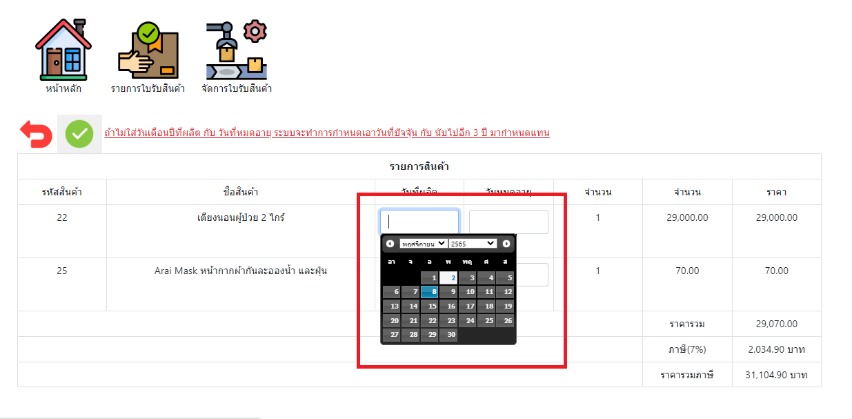 หน้าหลัก รายการใบรับสินค้า จัดการใบรับสินค้า
ถ้าไม่ใส่วันเดือนปีที่ผลิต กับ วันที่หมดอายุ ระบบจะทำการกำหนดเอาวันที่ปัจจุัน กับ นับไปอีก 3 ปี มากำหนดแทน
รายการสินค้า
รหัสสินค้า ชื่อสินค้า วันที่ผลิต วันหมดอายุ จำนวน จำนวน ราคา
22 เตียงนอนผู้ป่วย 2 ไกร์ 1 29,000.00 29,000.00
พฤศจิกายน 2565
อา จ อ พ พฤ ศ ส
1 2 3 4 5
6 7 8 9 10 11 12
13 14 15 16 17 18 19
20 21 22 23 24 25 26
27 28 29 30
25 Arai Mask หน้ากากผ้ากันละอองน้ำ และฝุ่น 1 70.00 70.00
ราคารวม 29,070.00
ภาษี(7%) 2,034.90 บาท
ราคารวมภาษี 31,104.90 บาท